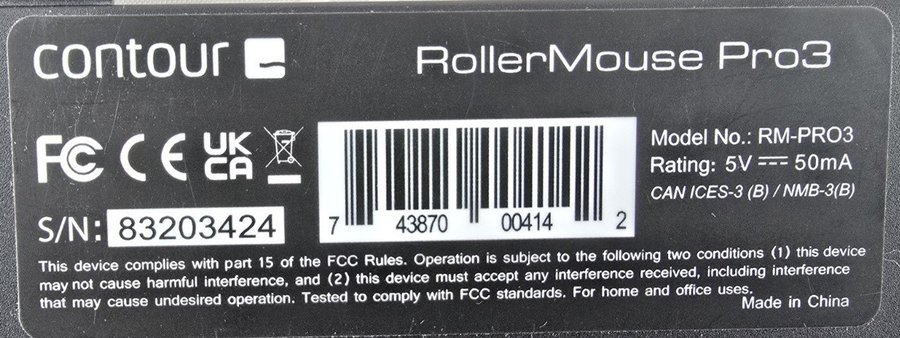 contour
RollerMouse Pro3
FC CE UK CA
Model No.: RM-PRO3
Rating: 5V ⎓ 50mA
CAN ICES-3 (B) / NMB-3(B)
S/N: 83203424
7 43870 00414 2
This device complies with part 15 of the FCC Rules. Operation is subject to the following two conditions (1) this device
may not cause harmful interference, and (2) this device must accept any interference received, including interference
that may cause undesired operation. Tested to comply with FCC standards. For home and office uses.
Made in China